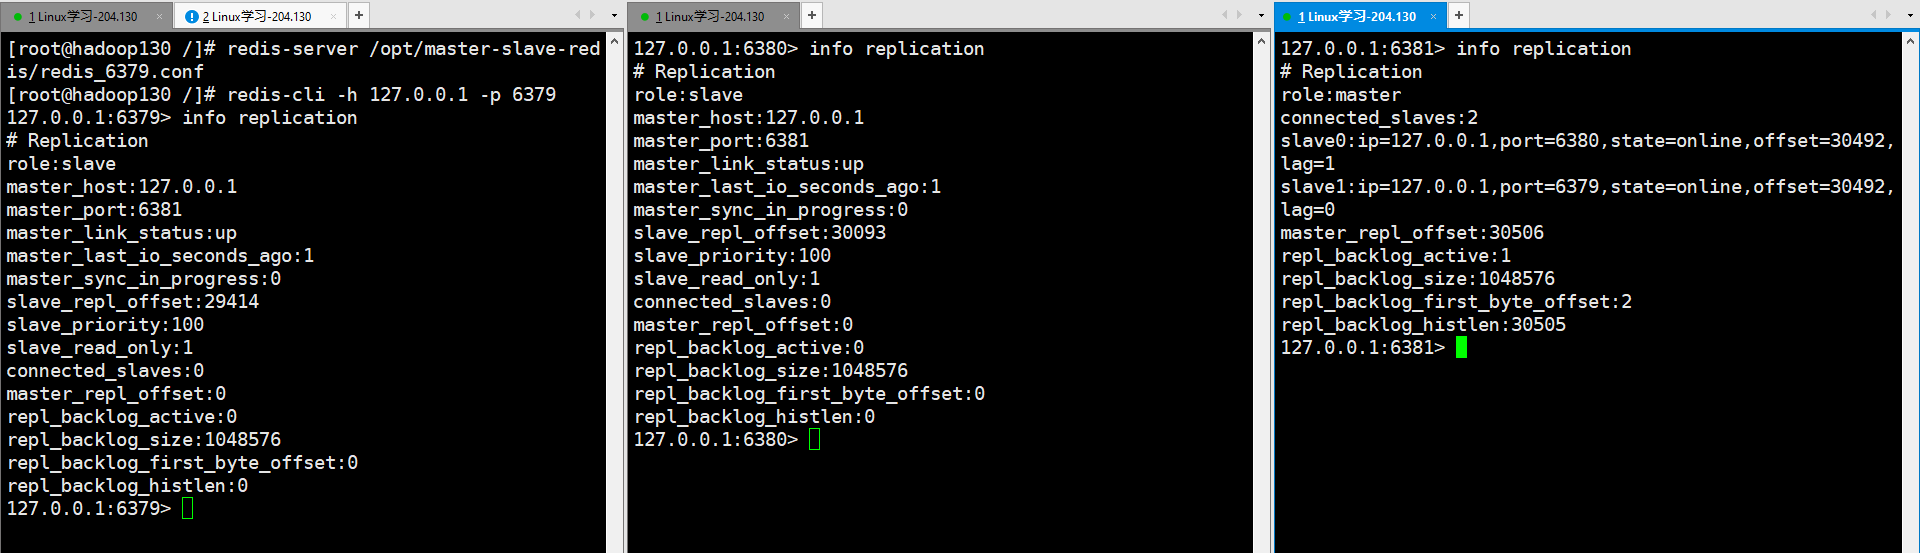 1 Linux学习-204.130
2 Linux学习-204.130
[root@hadoop130 /]# redis-server /opt/master-slave-red
is/redis_6379.conf
[root@hadoop130 /]# redis-cli -h 127.0.0.1 -p 6379
127.0.0.1:6379> info replication
# Replication
role:slave
master_host:127.0.0.1
master_port:6381
master_link_status:up
master_last_io_seconds_ago:1
master_sync_in_progress:0
slave_repl_offset:29414
slave_priority:100
slave_read_only:1
connected_slaves:0
master_repl_offset:0
repl_backlog_active:0
repl_backlog_size:1048576
repl_backlog_first_byte_offset:0
repl_backlog_histlen:0
127.0.0.1:6379>
1 Linux学习-204.130
127.0.0.1:6380> info replication
# Replication
role:slave
master_host:127.0.0.1
master_port:6381
master_link_status:up
master_last_io_seconds_ago:1
master_sync_in_progress:0
slave_repl_offset:30093
slave_priority:100
slave_read_only:1
connected_slaves:0
master_repl_offset:0
repl_backlog_active:0
repl_backlog_size:1048576
repl_backlog_first_byte_offset:0
repl_backlog_histlen:0
127.0.0.1:6380>
1 Linux学习-204.130
127.0.0.1:6381> info replication
# Replication
role:master
connected_slaves:2
slave0:ip=127.0.0.1,port=6380,state=online,offset=30492,
lag=1
slave1:ip=127.0.0.1,port=6379,state=online,offset=30492,
lag=0
master_repl_offset:30506
repl_backlog_active:1
repl_backlog_size:1048576
repl_backlog_first_byte_offset:2
repl_backlog_histlen:30505
127.0.0.1:6381>